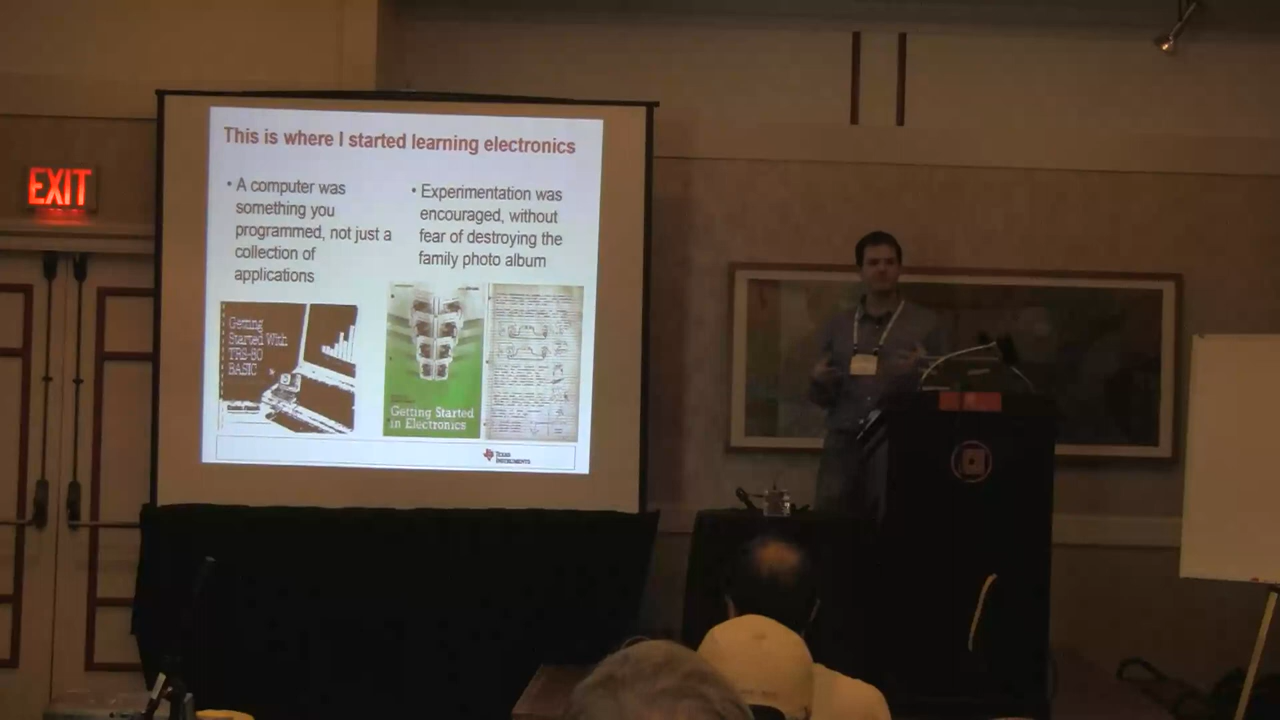 This is where I started learning electronics
• A computer was
something you
programmed, not just a
collection of
applications
• Experimentation was
encouraged, without
fear of destroying the
family photo album
Getting
Started With
TRS-80
BASIC
Getting Started
in Electronics
TEXAS
INSTRUMENTS
EXIT